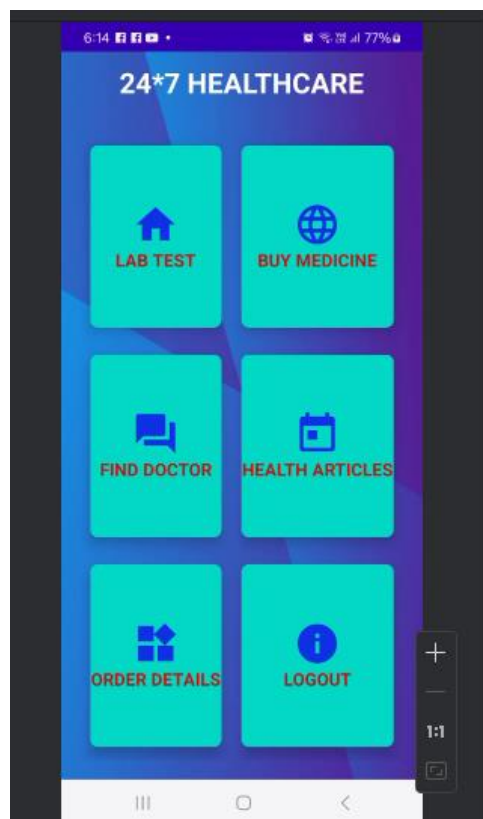 6:14 77%
24*7 HEALTHCARE
LAB TEST BUY MEDICINE
FIND DOCTOR HEALTH ARTICLES
ORDER DETAILS LOGOUT
1:1